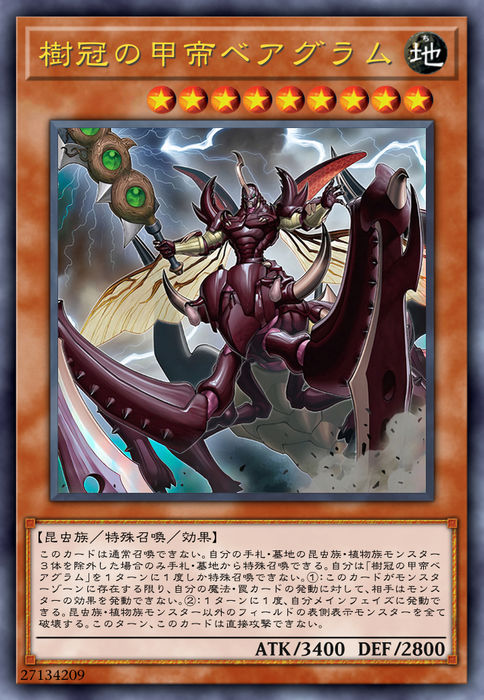 樹冠の甲帝ベアグラム
ち
地
【昆虫族／特殊召喚／効果】
このカードは通常召喚できない。自分の手札・墓地の昆虫族・植物族モンスター
３体を除外した場合のみ手札・墓地から特殊召喚できる。自分は「樹冠の甲帝ベ
アグラム」を１ターンに１度しか特殊召喚できない。①：このカードがモンスタ
ーゾーンに存在する限り、自分の魔法・罠カードの発動に対して、相手はモンス
ターの効果を発動できない。②：１ターンに１度、自分メインフェイズに発動で
きる。昆虫族・植物族モンスター以外のフィールドの表側表示モンスターを全て
破壊する。このターン、このカードは直接攻撃できない。
ATK/3400 DEF/2800
27134209